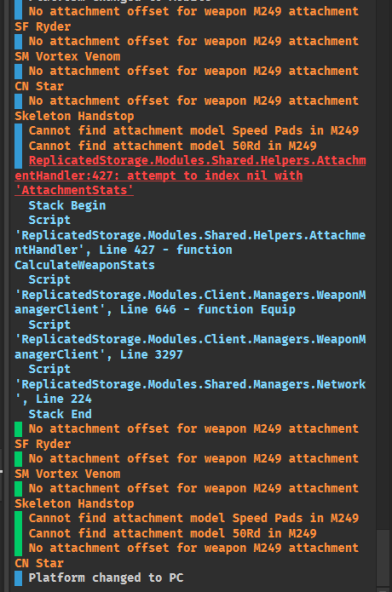 No attachment offset for weapon M249 attachment
SF Ryder
No attachment offset for weapon M249 attachment
SM Vortex Venom
No attachment offset for weapon M249 attachment
CN Star
No attachment offset for weapon M249 attachment
Skeleton Handstop
Cannot find attachment model Speed Pads in M249
Cannot find attachment model 50Rd in M249
ReplicatedStorage.Modules.Shared.Helpers.Attachm
entHandler:427: attempt to index nil with
'AttachmentStats'
Stack Begin
Script
'ReplicatedStorage.Modules.Shared.Helpers.Attachme
ntHandler', Line 427 - function
CalculateWeaponStats
Script
'ReplicatedStorage.Modules.Client.Managers.WeaponM
anagerClient', Line 646 - function Equip
Script
'ReplicatedStorage.Modules.Client.Managers.WeaponM
anagerClient', Line 3297
Script
'ReplicatedStorage.Modules.Shared.Managers.Network
', Line 224
Stack End
No attachment offset for weapon M249 attachment
SF Ryder
No attachment offset for weapon M249 attachment
SM Vortex Venom
No attachment offset for weapon M249 attachment
Skeleton Handstop
Cannot find attachment model Speed Pads in M249
Cannot find attachment model 50Rd in M249
No attachment offset for weapon M249 attachment
CN Star
Platform changed to PC